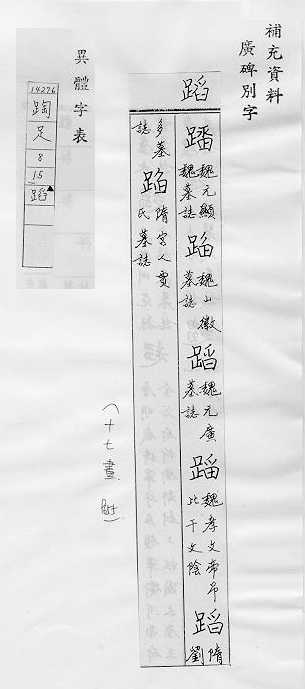 補充資料
廣碑別字
蹈
蹈 魏元顯魏墓誌 蹈 魏山徽墓誌 蹈 魏元廣墓誌 蹈 魏孝文帝弔比干文陰 蹈 隋劉
多墓誌 蹈 隋宮人賈氏墓誌
(十七畫 )
異體字表
14276
足
8
15
蹈